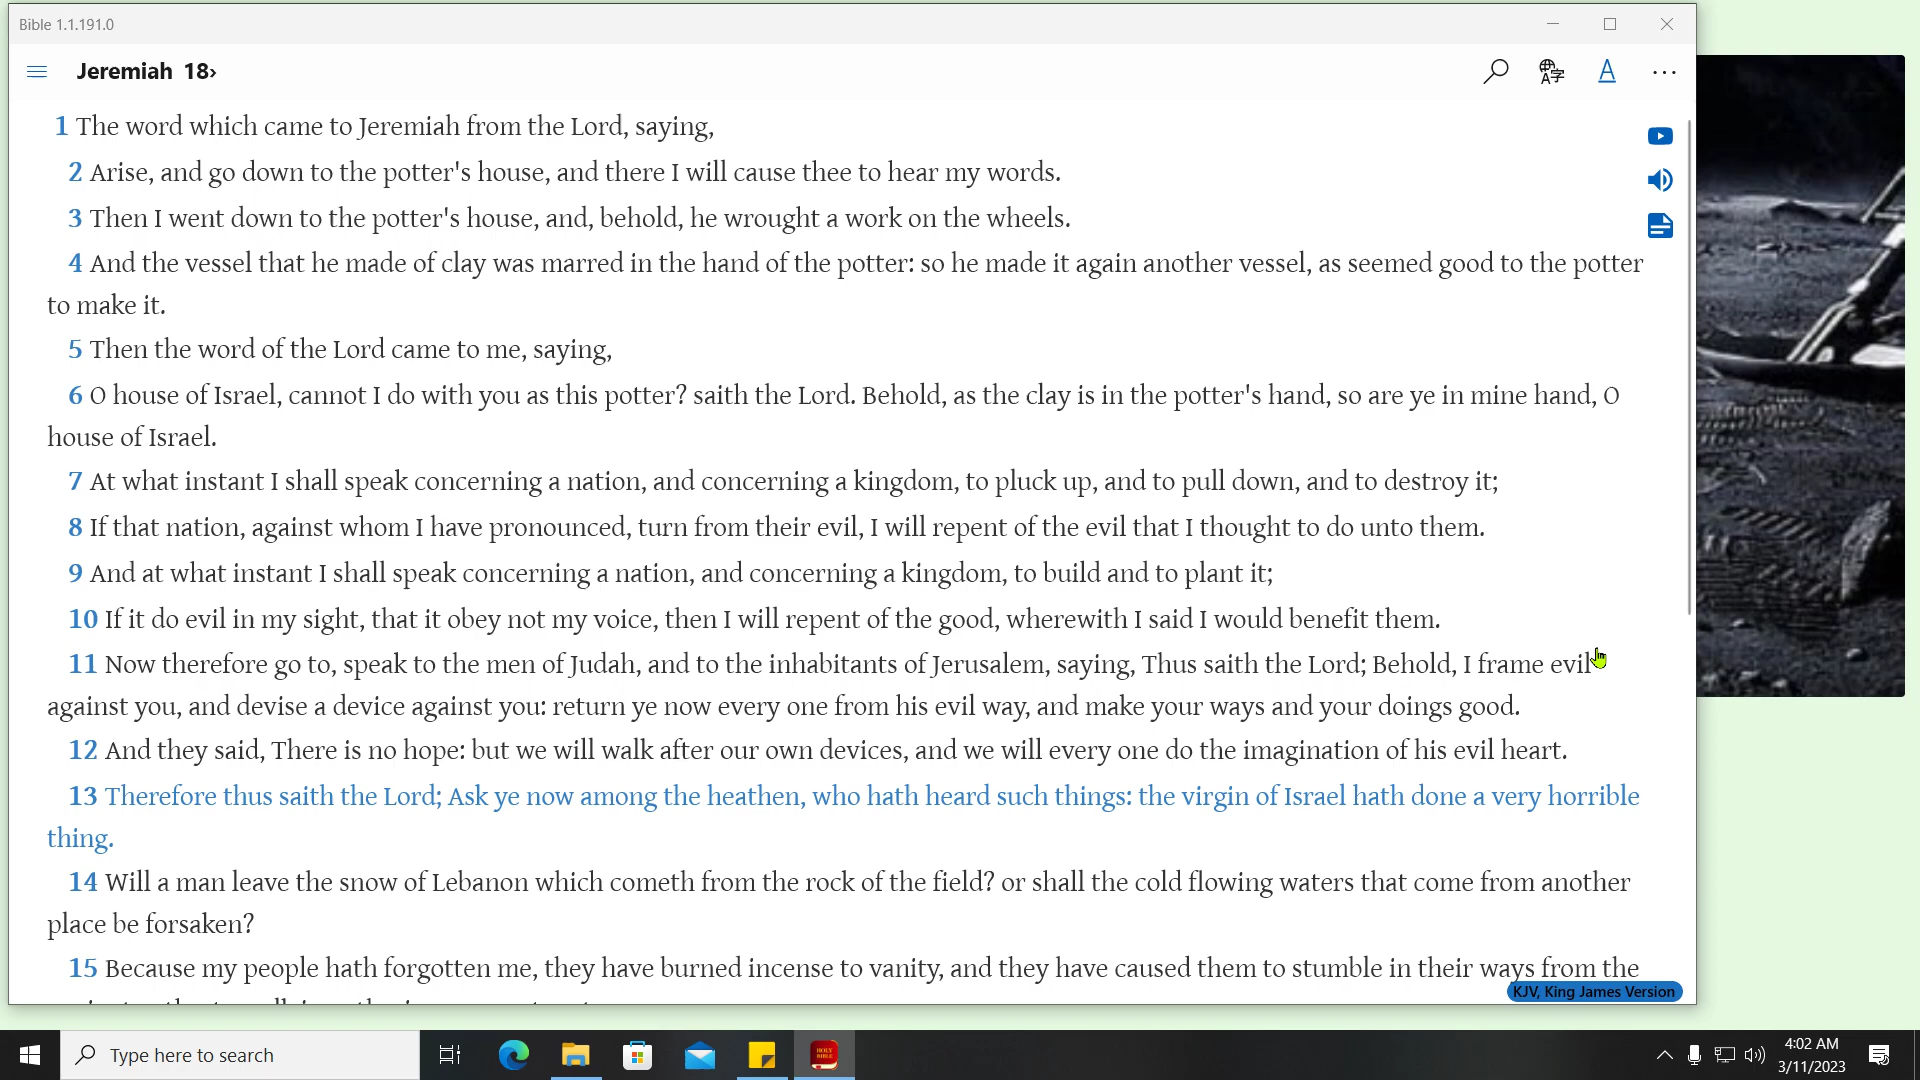 Bible 1.1.191.0
Jeremiah 18›
1 The word which came to Jeremiah from the Lord, saying,
2 Arise, and go down to the potter's house, and there I will cause thee to hear my words.
3 Then I went down to the potter's house, and, behold, he wrought a work on the wheels.
4 And the vessel that he made of clay was marred in the hand of the potter: so he made it again another vessel, as seemed good to the potter
to make it.
5 Then the word of the Lord came to me, saying,
6 O house of Israel, cannot I do with you as this potter? saith the Lord. Behold, as the clay is in the potter's hand, so are ye in mine hand, O
house of Israel.
7 At what instant I shall speak concerning a nation, and concerning a kingdom, to pluck up, and to pull down, and to destroy it;
8 If that nation, against whom I have pronounced, turn from their evil, I will repent of the evil that I thought to do unto them.
9 And at what instant I shall speak concerning a nation, and concerning a kingdom, to build and to plant it;
10 If it do evil in my sight, that it obey not my voice, then I will repent of the good, wherewith I said I would benefit them.
11 Now therefore go to, speak to the men of Judah, and to the inhabitants of Jerusalem, saying, Thus saith the Lord; Behold, I frame evil
against you, and devise a device against you: return ye now every one from his evil way, and make your ways and your doings good.
12 And they said, There is no hope: but we will walk after our own devices, and we will every one do the imagination of his evil heart.
13 Therefore thus saith the Lord; Ask ye now among the heathen, who hath heard such things: the virgin of Israel hath done a very horrible
thing.
14 Will a man leave the snow of Lebanon which cometh from the rock of the field? or shall the cold flowing waters that come from another
place be forsaken?
15 Because my people hath forgotten me, they have burned incense to vanity, and they have caused them to stumble in their ways from the
KJV, King James Version
Type here to search
HOLY BIBLE
4:02 AM
3/11/2023